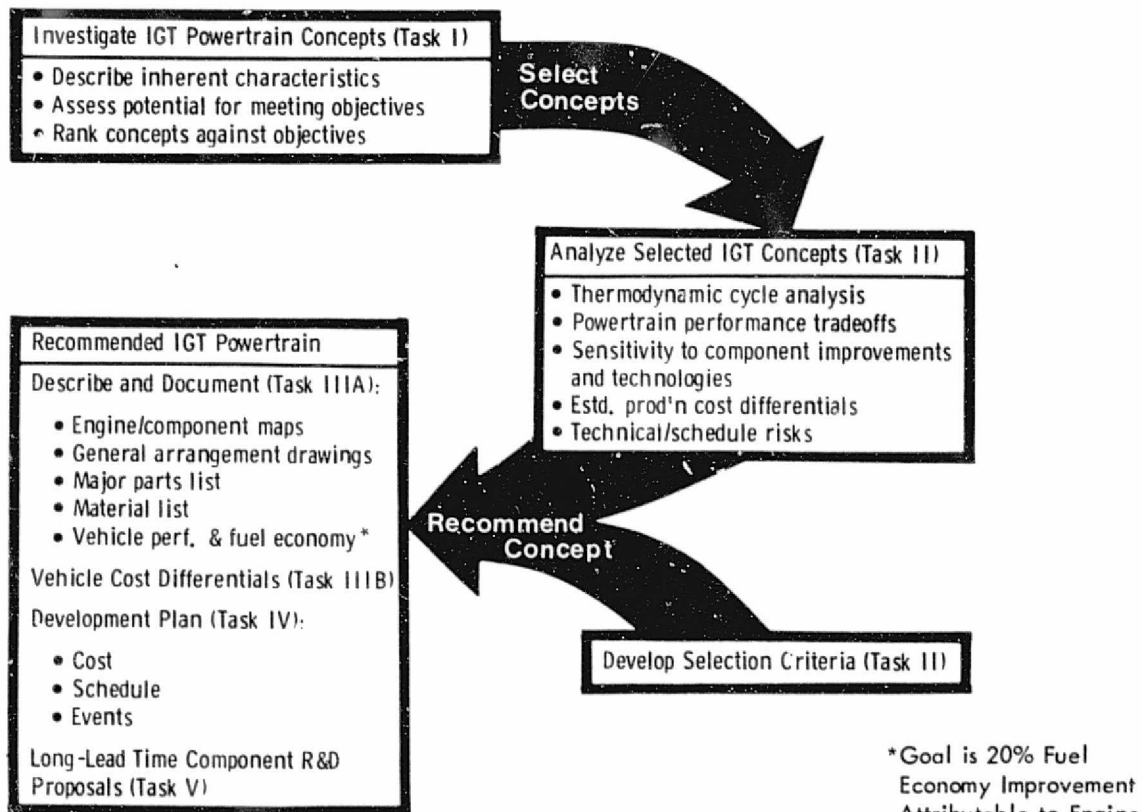 Investigate IGT Powertrain Concepts (Task I)
• Describe inherent characteristics
• Assess potential for meeting objectives
• Rank concepts against objectives
Select
Concepts
Analyze Selected IGT Concepts (Task II)
• Thermodynamic cycle analysis
• Powertrain performance tradeoffs
• Sensitivity to component improvements
and technologies
• Estd. prod'n cost differentials
• Technical/schedule risks
Recommend
Concept
Develop Selection Criteria (Task II)
Recommended IGT Powertrain
Describe and Document (Task IIIA):
• Engine/component maps
• General arrangement drawings
• Major parts list
• Material list
• Vehicle perf. & fuel economy*
Vehicle Cost Differentials (Task IIIB)
Development Plan (Task IV):
• Cost
• Schedule
• Events
Long-Lead Time Component R&D
Proposals (Task V)
*Goal is 20% Fuel
Economy Improvement
Attributable to Engine